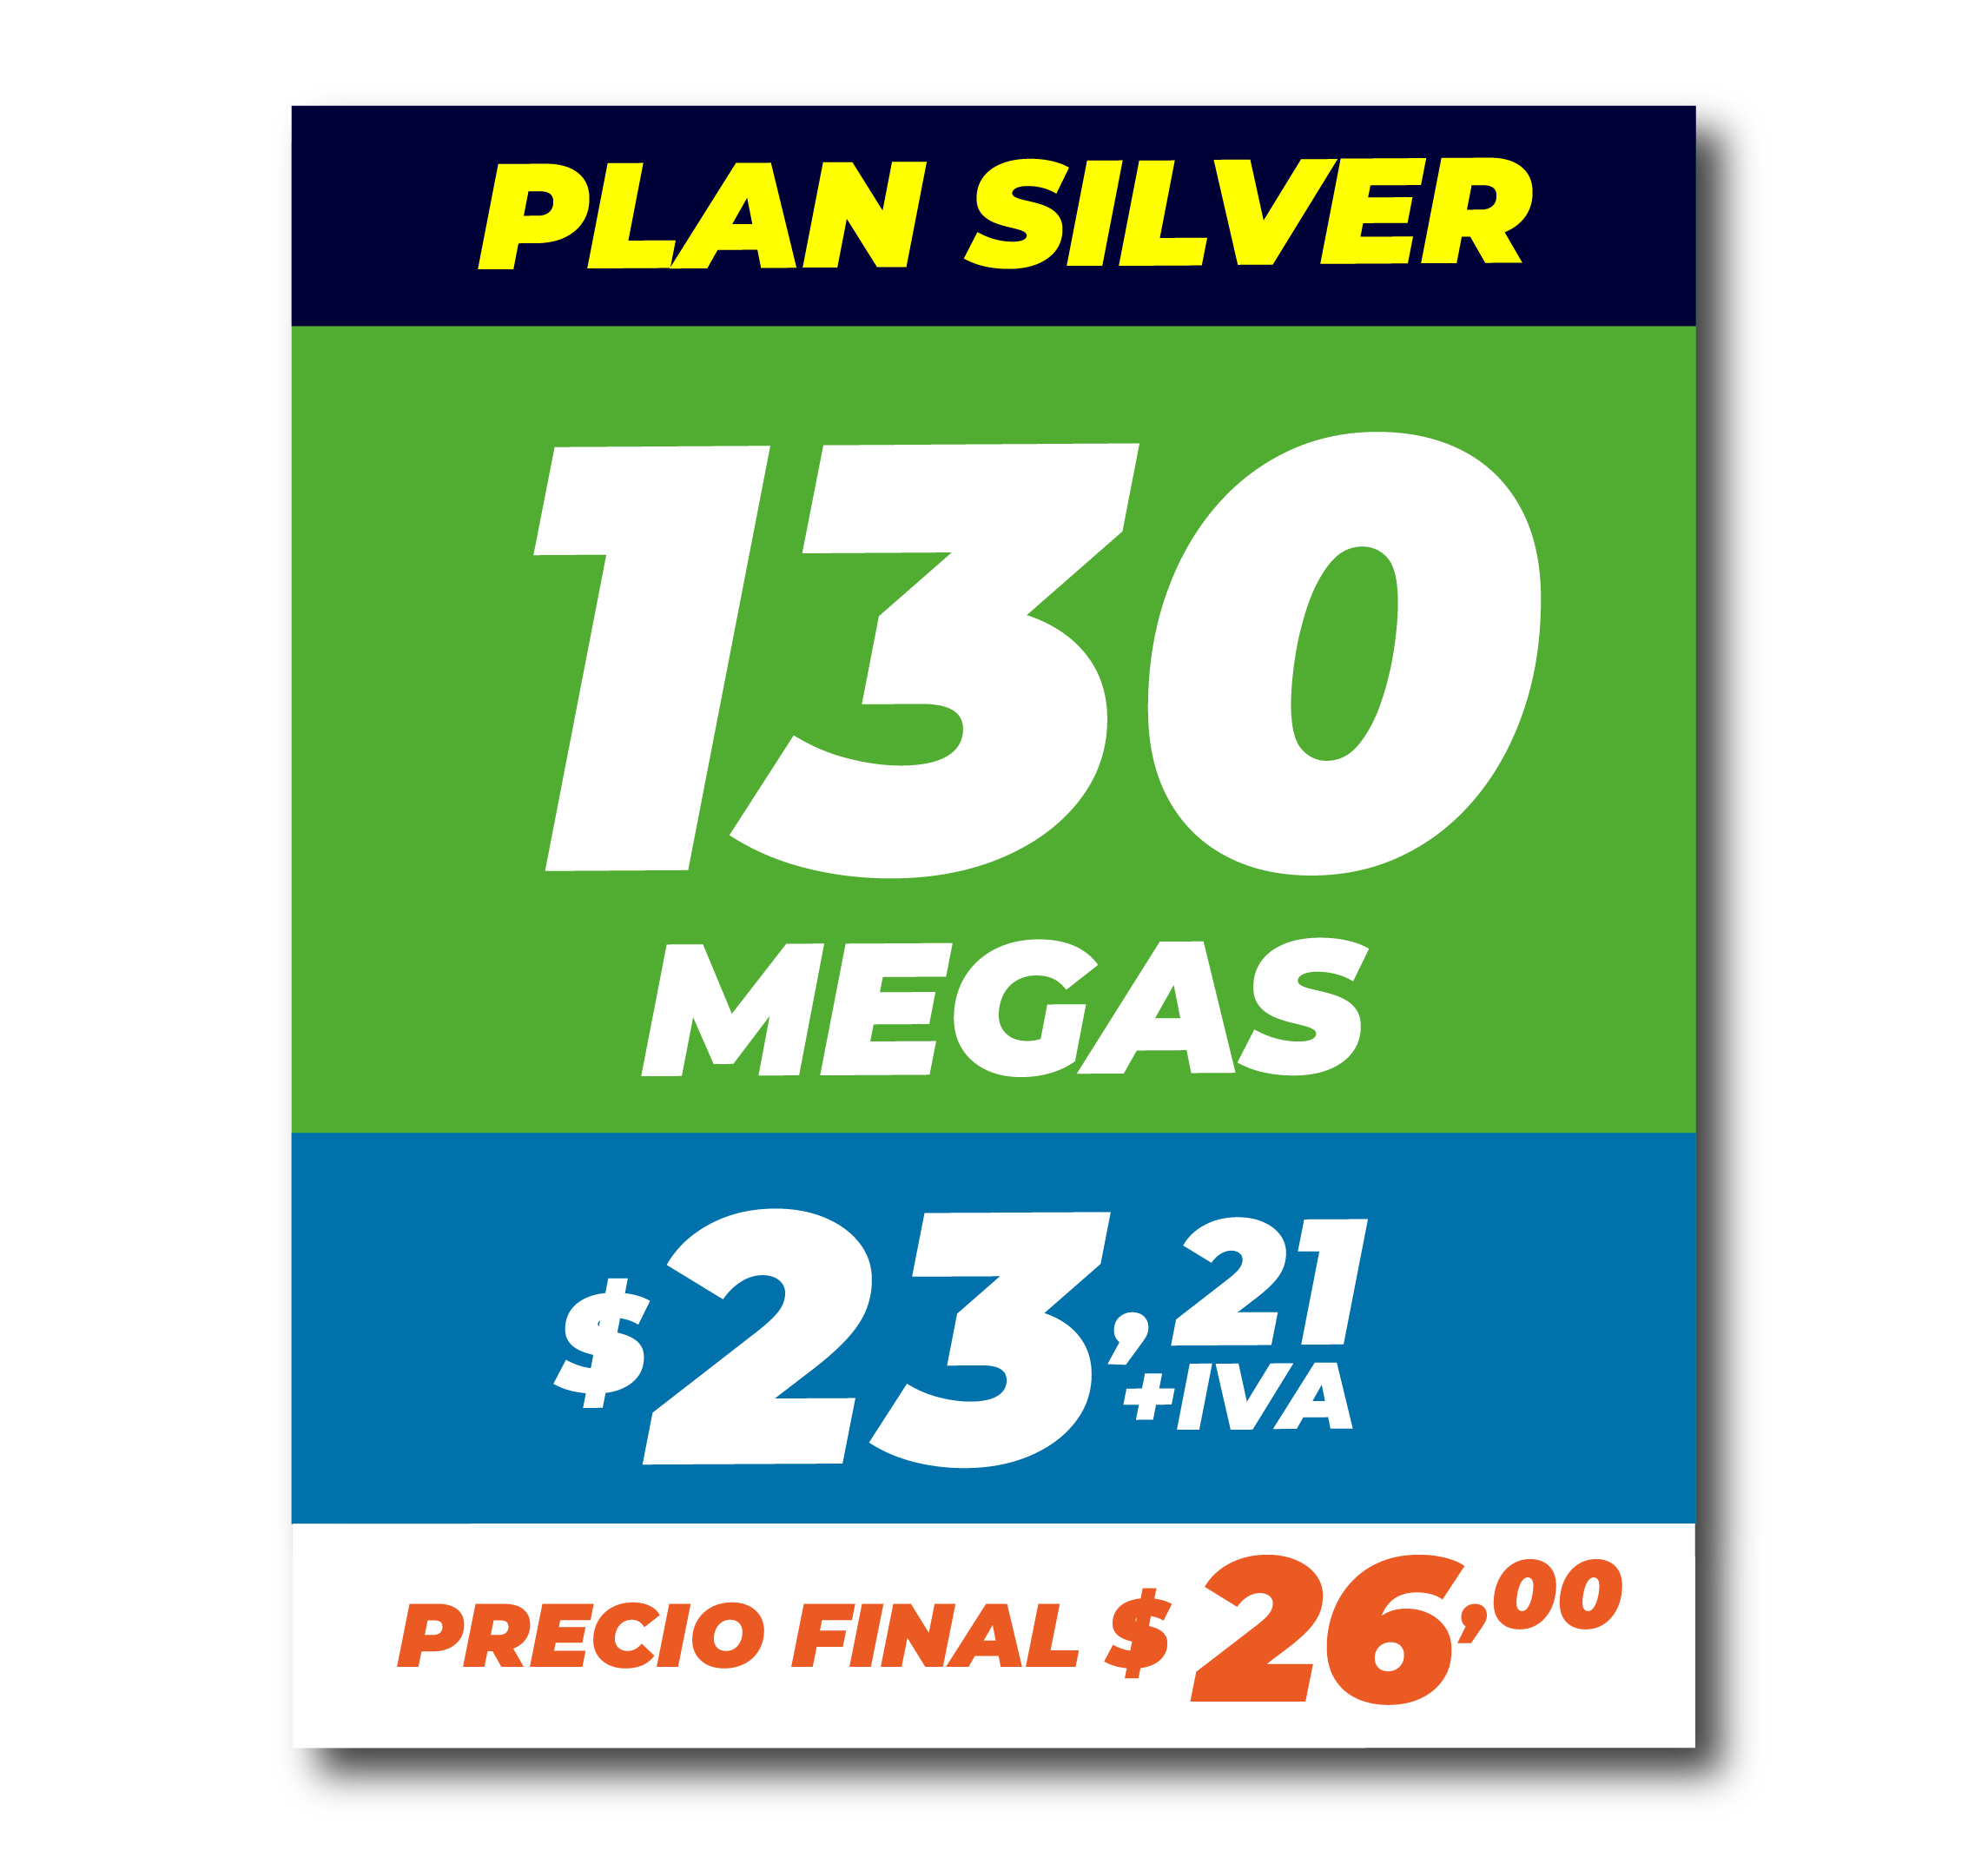 PLAN SILVER
130
MEGAS
$23,21
+IVA
PRECIO FINAL $26,00